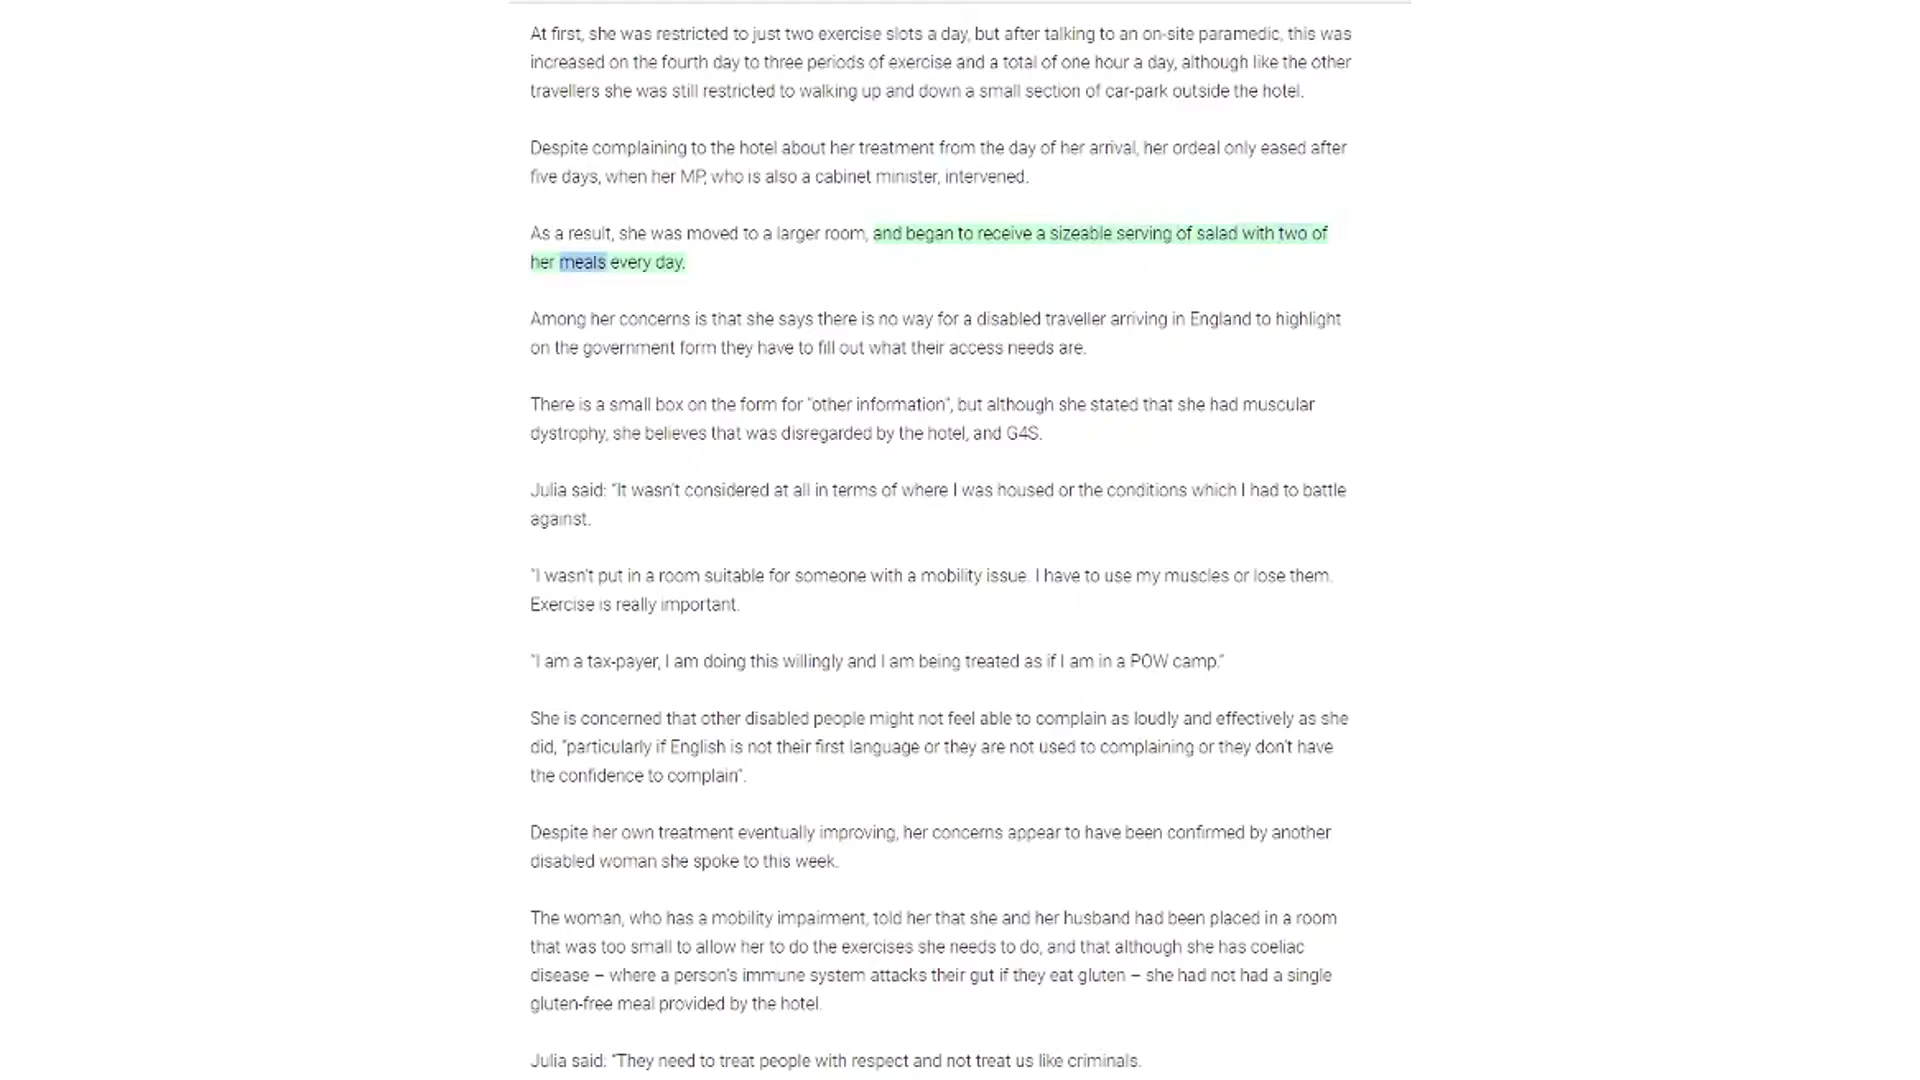 At first, she was restricted to just two exercise slots a day, but after talking to an on-site paramedic, this was
increased on the fourth day to three periods of exercise and a total of one hour a day, although like the other
travellers she was still restricted to walking up and down a small section of car-park outside the hotel.
Despite complaining to the hotel about her treatment from the day of her arrival, her ordeal only eased after
five days, when her MP, who is also a cabinet minister, intervened.
As a result, she was moved to a larger room, and began to receive a sizeable serving of salad with two of
her meals every day.
Among her concerns is that she says there is no way for a disabled traveller arriving in England to highlight
on the government form they have to fill out what their access needs are.
There is a small box on the form for "other information", but although she stated that she had muscular
dystrophy, she believes that was disregarded by the hotel, and G4S.
Julia said: "It wasn't considered at all in terms of where I was housed or the conditions which I had to battle
against.
"I wasn't put in a room suitable for someone with a mobility issue. I have to use my muscles or lose them.
Exercise is really important.
"I am a tax-payer, I am doing this willingly and I am being treated as if I am in a POW camp."
She is concerned that other disabled people might not feel able to complain as loudly and effectively as she
did, "particularly if English is not their first language or they are not used to complaining or they don't have
the confidence to complain".
Despite her own treatment eventually improving, her concerns appear to have been confirmed by another
disabled woman she spoke to this week.
The woman, who has a mobility impairment, told her that she and her husband had been placed in a room
that was too small to allow her to do the exercises she needs to do, and that although she has coeliac
disease – where a person's immune system attacks their gut if they eat gluten – she had not had a single
gluten-free meal provided by the hotel.
Julia said: "They need to treat people with respect and not treat us like criminals.